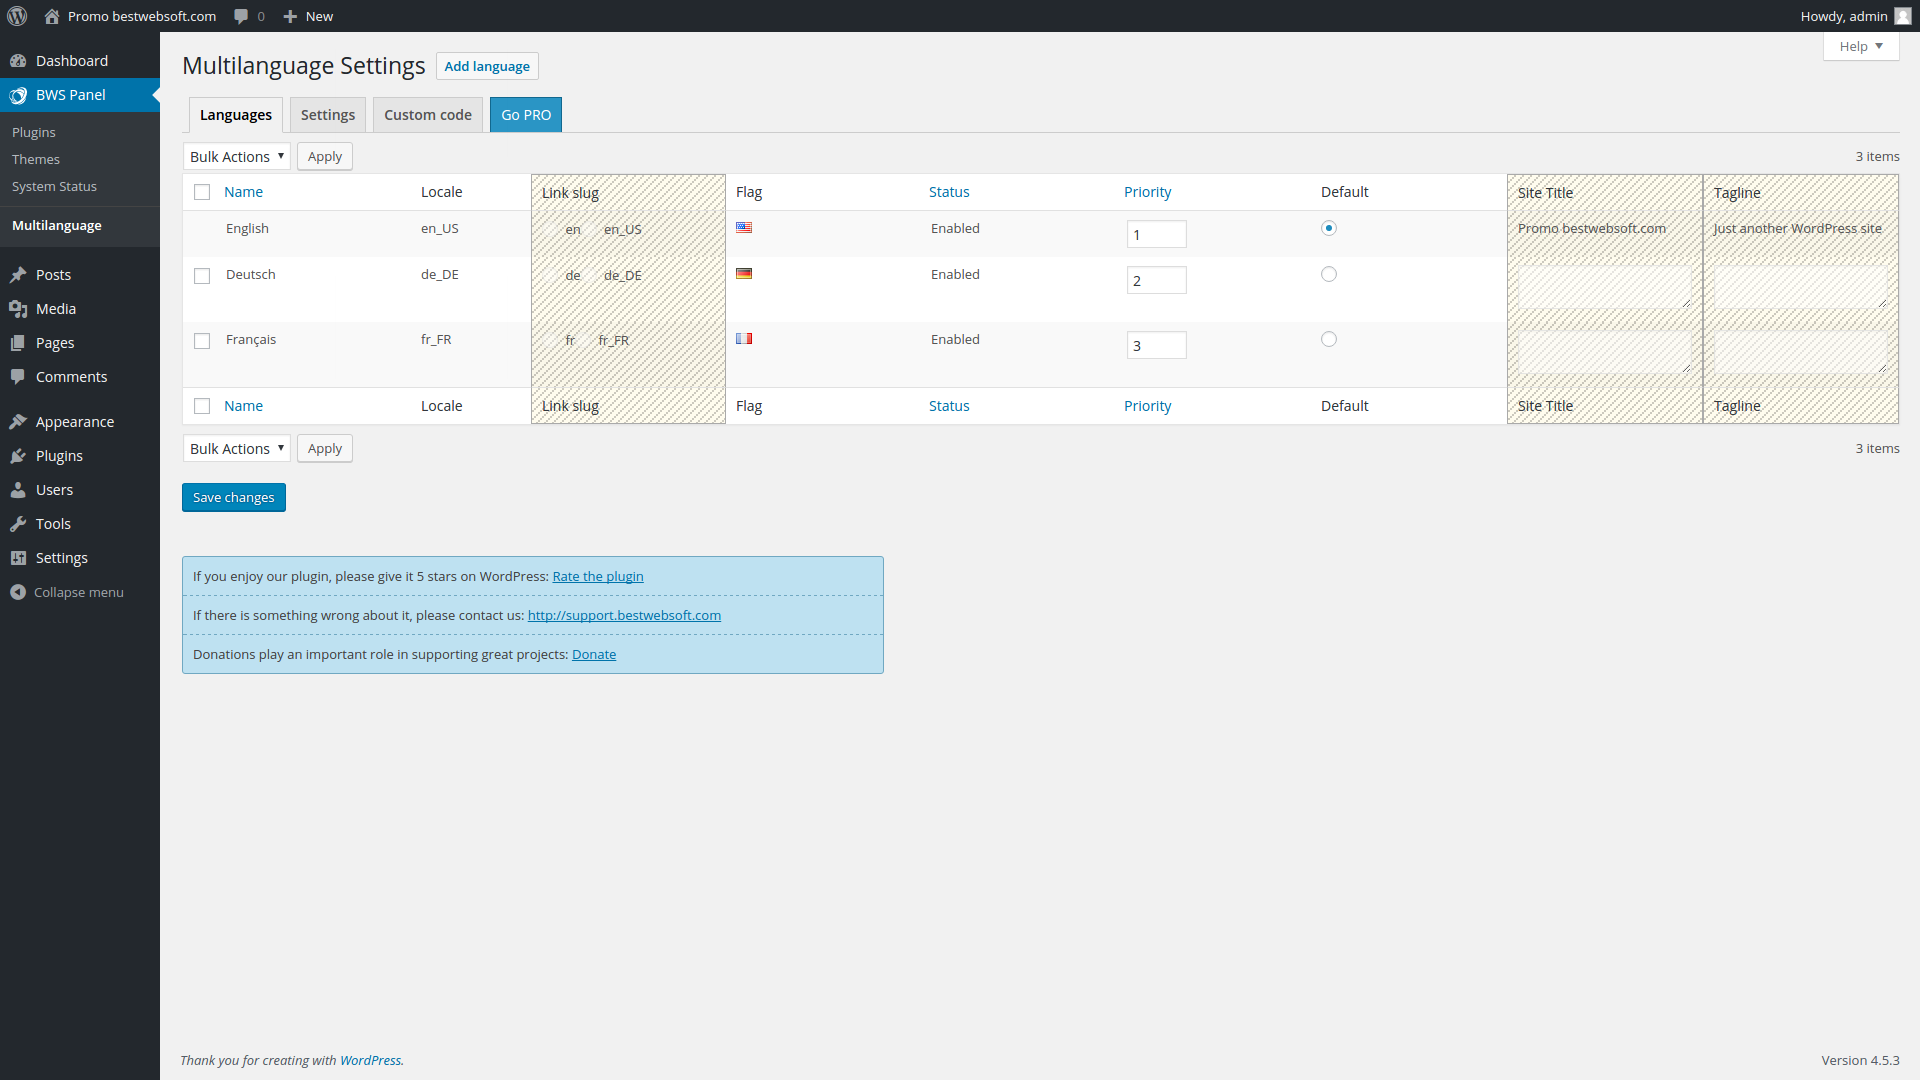 Promo bestwebsoft.com 0 New Howdy, admin
Help
Dashboard
BWS Panel
Plugins
Themes
System Status
Multilanguage
Posts
Media
Pages
Comments
Appearance
Plugins
Users
Tools
Settings
Collapse menu
Multilanguage Settings Add language
Languages Settings Custom code Go PRO
Bulk Actions Apply 3 items
Name Locale Link slug Flag Status Priority Default Site Title Tagline
English en_US en en_US Enabled 1 Promo bestwebsoft.com Just another WordPress site
Deutsch de_DE de de_DE Enabled 2
Français fr_FR fr fr_FR Enabled 3
Name Locale Link slug Flag Status Priority Default Site Title Tagline
Bulk Actions Apply 3 items
Save changes
If you enjoy our plugin, please give it 5 stars on WordPress: Rate the plugin
If there is something wrong about it, please contact us: http://support.bestwebsoft.com
Donations play an important role in supporting great projects: Donate
Thank you for creating with WordPress. Version 4.5.3